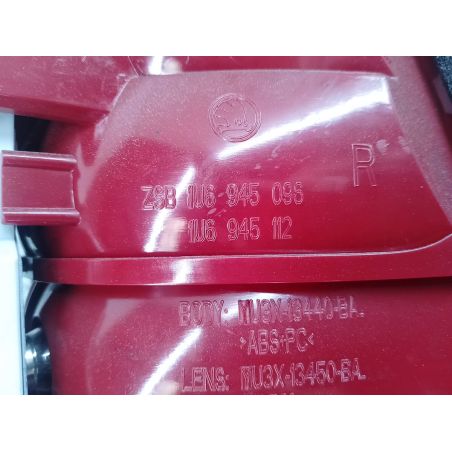 R
ZSB 1U6 945 096
1U6 945 112
BODY: MU3X-13440-BA.
>ABS+PC<
LENS: MU3X-13450-BA.